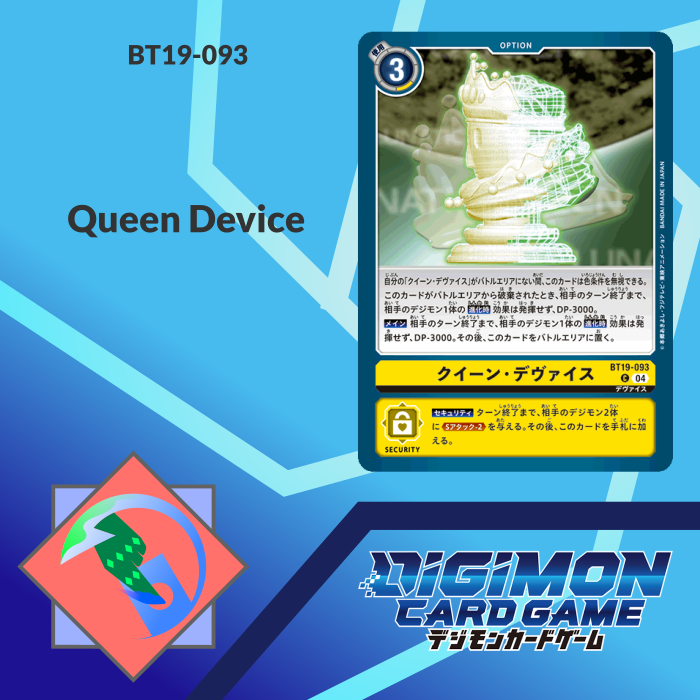 BT19-093
Queen Device
OPTION
使用
3
自分の「クイーン・デヴァイス」がバトルエリアにない間、このカードは色条件を無視できる。
このカードがバトルエリアから破棄されたとき、相手のターン終了まで、
相手のデジモン1体の 進化時 効果は発揮せず、DP-3000。
メイン 相手のターン終了まで、相手のデジモン1体の 進化時 効果は発
揮せず、DP-3000。その後、このカードをバトルエリアに置く。
BT19-093
クイーン・デヴァイス
C 04
デヴァイス
セキュリティ ターン終了まで、相手のデジモン2体
に Sアタック-2 を与える。その後、このカードを手札に加
える。
SECURITY
BANDAI MADE IN JAPAN
DIGIMON
CARD GAME
デジモンカードゲーム